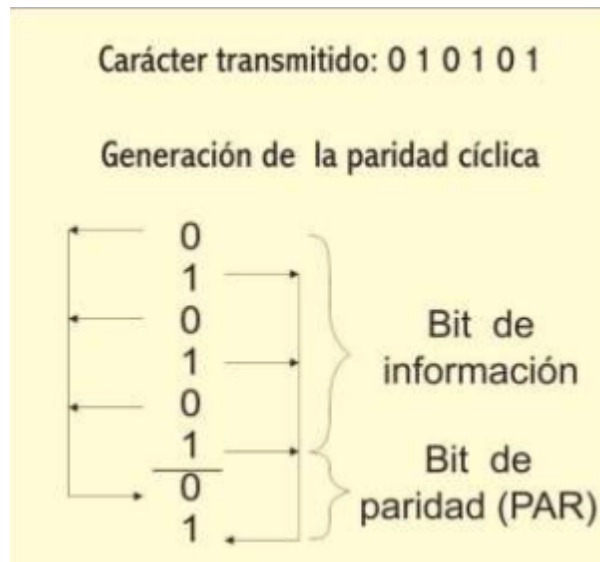 Carácter transmitido: 0 1 0 1 0 1
Generación de la paridad cíclica
0
1
0
1
0
1
0
1
Bit de
información
Bit de
paridad (PAR)